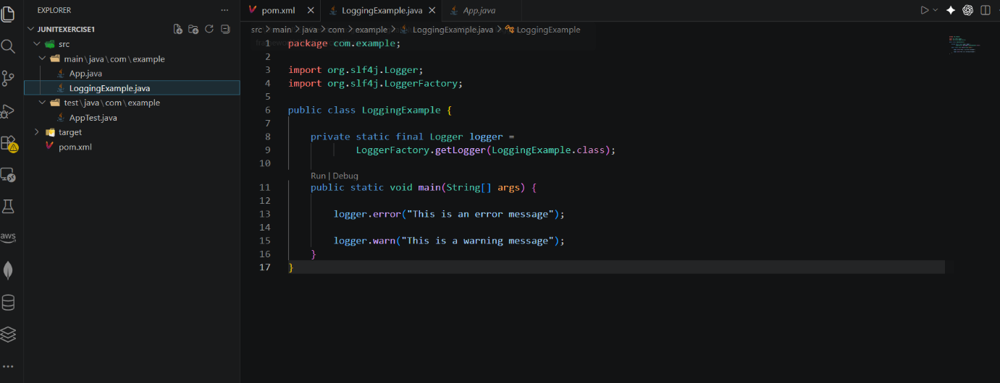 EXPLORER
JUNITEXERCISE1
src
main\java\com\example
App.java
LoggingExample.java
test\java\com\example
AppTest.java
target
pom.xml
aws
pom.xml
LoggingExample.java
App.java
src > main > java > com > example > LoggingExample.java > LoggingExample
1 package com.example;
2
3 import org.slf4j.Logger;
4 import org.slf4j.LoggerFactory;
5
6 public class LoggingExample {
7
8 private static final Logger logger =
9 LoggerFactory.getLogger(LoggingExample.class);
10
Run | Debug
11 public static void main(String[] args) {
12
13 logger.error("This is an error message");
14
15 logger.warn("This is a warning message");
16 }
17 }